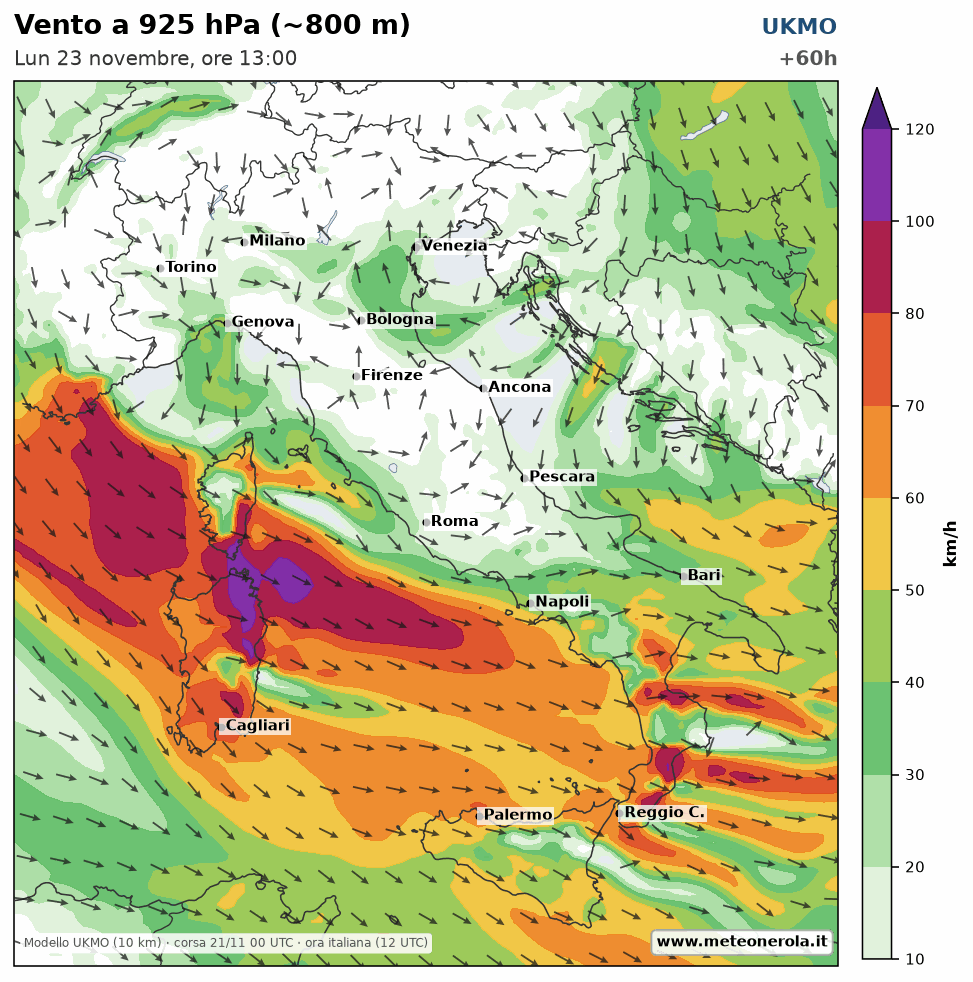 Vento a 925 hPa (~800 m)
UKMO
Lun 23 novembre, ore 13:00
+60h
Milano
Venezia
Torino
Genova
Bologna
Firenze
Ancona
Pescara
Roma
Bari
Napoli
Cagliari
Palermo
Reggio C.
120
100
80
70
60
50
40
30
20
10
km/h
Modello UKMO (10 km) · corsa 21/11 00 UTC · ora italiana (12 UTC)
www.meteonerola.it